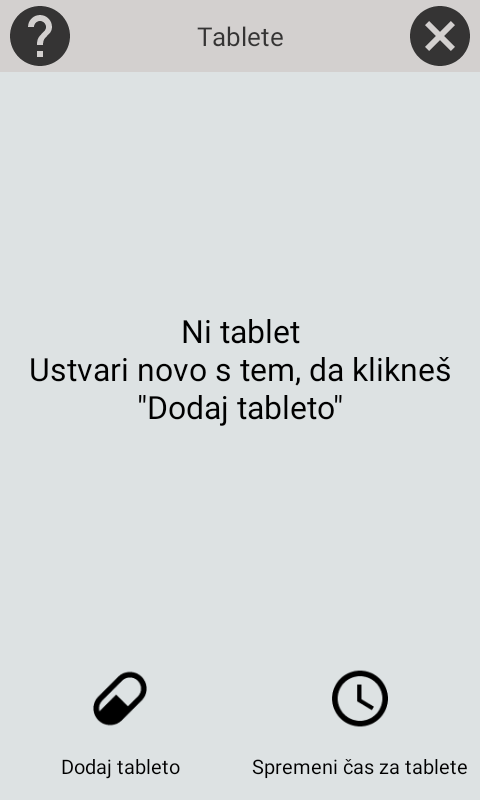 Tablete
Ni tablet
Ustvari novo s tem, da klikneš
"Dodaj tableto"
Dodaj tableto
Spremeni čas za tablete